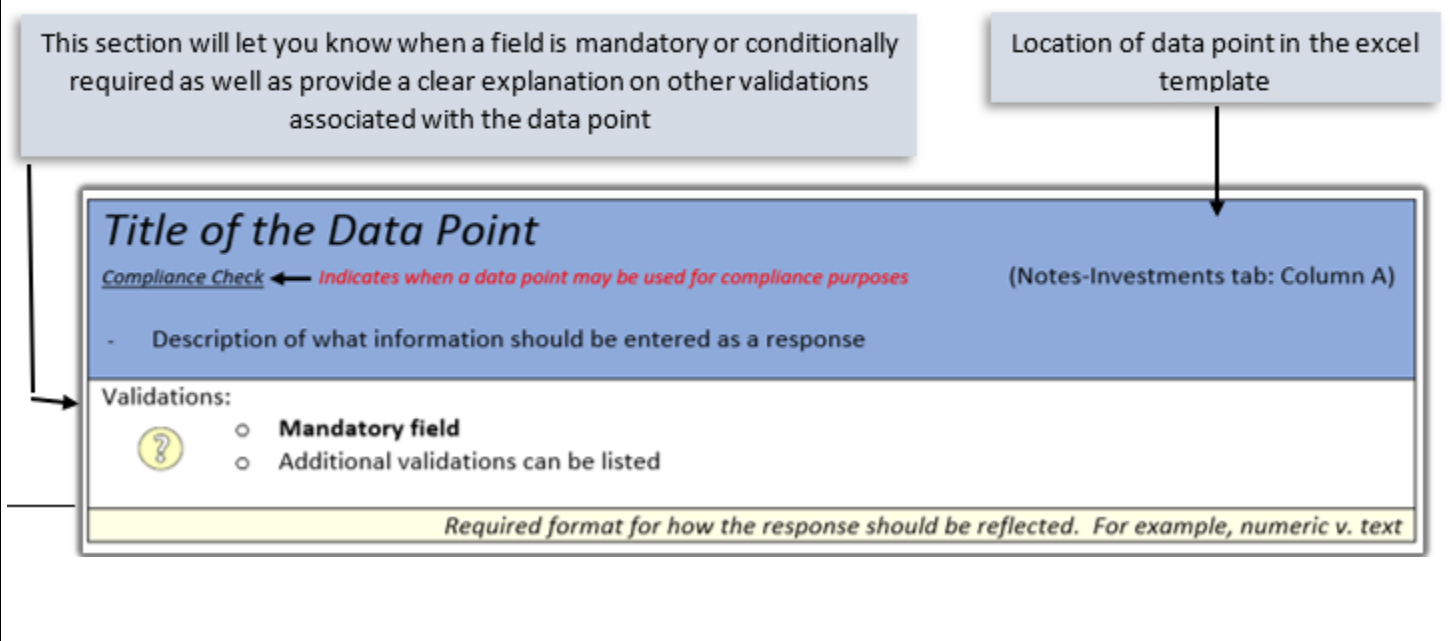 This section will let you know when a field is mandatory or conditionally
required as well as provide a clear explanation on other validations
associated with the data point
Location of data point in the excel
template
Title of the Data Point
Compliance Check Indicates when a data point may be used for compliance purposes (Notes-Investments tab: Column A)
- Description of what information should be entered as a response
Validations:
? o Mandatory field
o Additional validations can be listed
Required format for how the response should be reflected. For example, numeric v. text